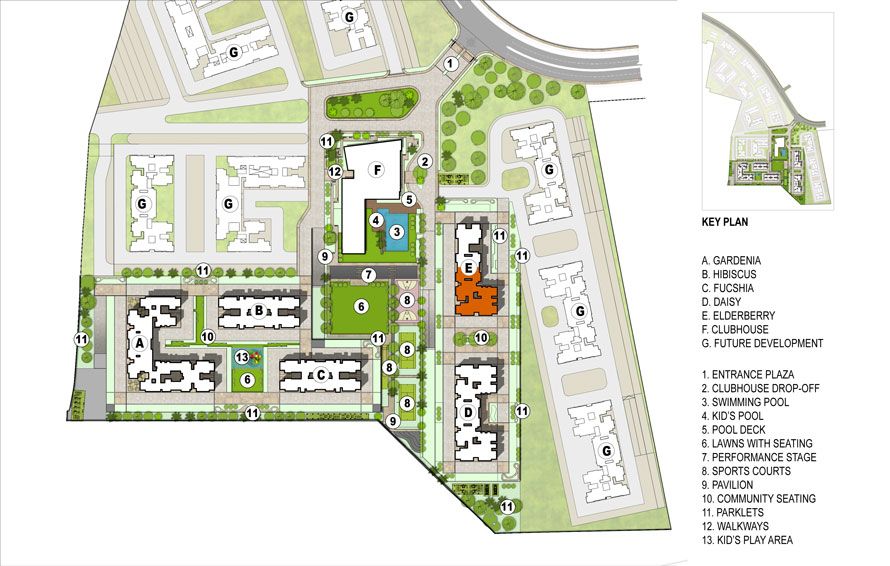 G
G
1
11
12
F
2
G
G
G
5
4
3
E
11
11
9
7
11
6
8
G
A
B
10
10
11
11
13
8
C
6
8
8
D
11
G
11
9
11
KEY PLAN
A. GARDENIA
B. HIBISCUS
C. FUCSHIA
D. DAISY
E. ELDERBERRY
F. CLUBHOUSE
G. FUTURE DEVELOPMENT
1. ENTRANCE PLAZA
2. CLUBHOUSE DROP-OFF
3. SWIMMING POOL
4. KID'S POOL
5. POOL DECK
6. LAWNS WITH SEATING
7. PERFORMANCE STAGE
8. SPORTS COURTS
9. PAVILION
10. COMMUNITY SEATING
11. PARKLETS
12. WALKWAYS
13. KID'S PLAY AREA